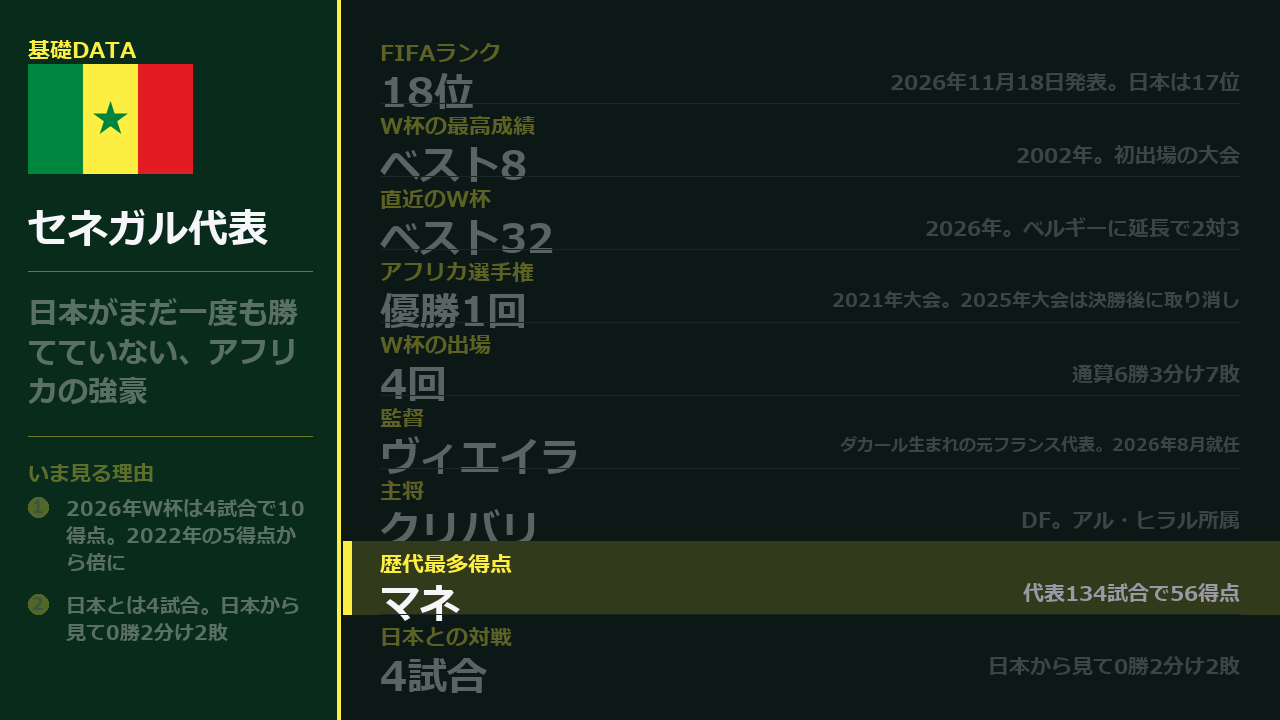 基礎DATA
セネガル代表
日本がまだ一度も勝
てていない、アフリ
カの強豪
いま見る理由
1 2026年W杯は4試合で10
得点。2022年の5得点か
ら倍に
2 日本とは4試合。日本から
見て0勝2分け2敗
FIFAランク
18位 2026年11月18日発表。日本は17位
W杯の最高成績
ベスト8 2002年。初出場の大会
直近のW杯
ベスト32 2026年。ベルギーに延長で2対3
アフリカ選手権
優勝1回 2021年大会。2025年大会は決勝後に取り消し
W杯の出場
4回 通算6勝3分け7敗
監督
ヴィエイラ ダカール生まれの元フランス代表。2026年8月就任
主将
クリバリ DF。アル・ヒラル所属
歴代最多得点
マネ 代表134試合で56得点
日本との対戦
4試合 日本から見て0勝2分け2敗